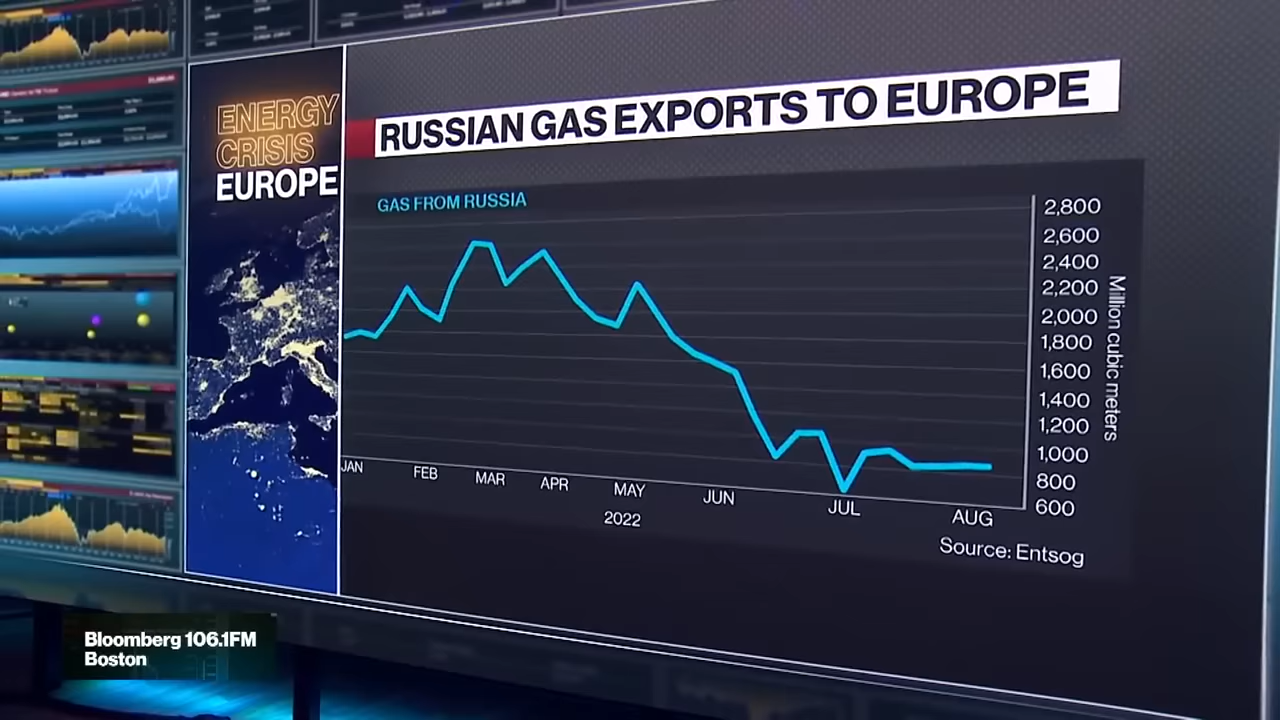 ENERGY
CRISIS
EUROPE
RUSSIAN GAS EXPORTS TO EUROPE
GAS FROM RUSSIA
2,800
2,600
2,400
2,200
2,000
1,800
1,600
1,400
1,200
1,000
800
600
Million cubic meters
JAN FEB MAR APR MAY JUN JUL AUG
2022
Source: Entsog
Bloomberg 106.1FM
Boston